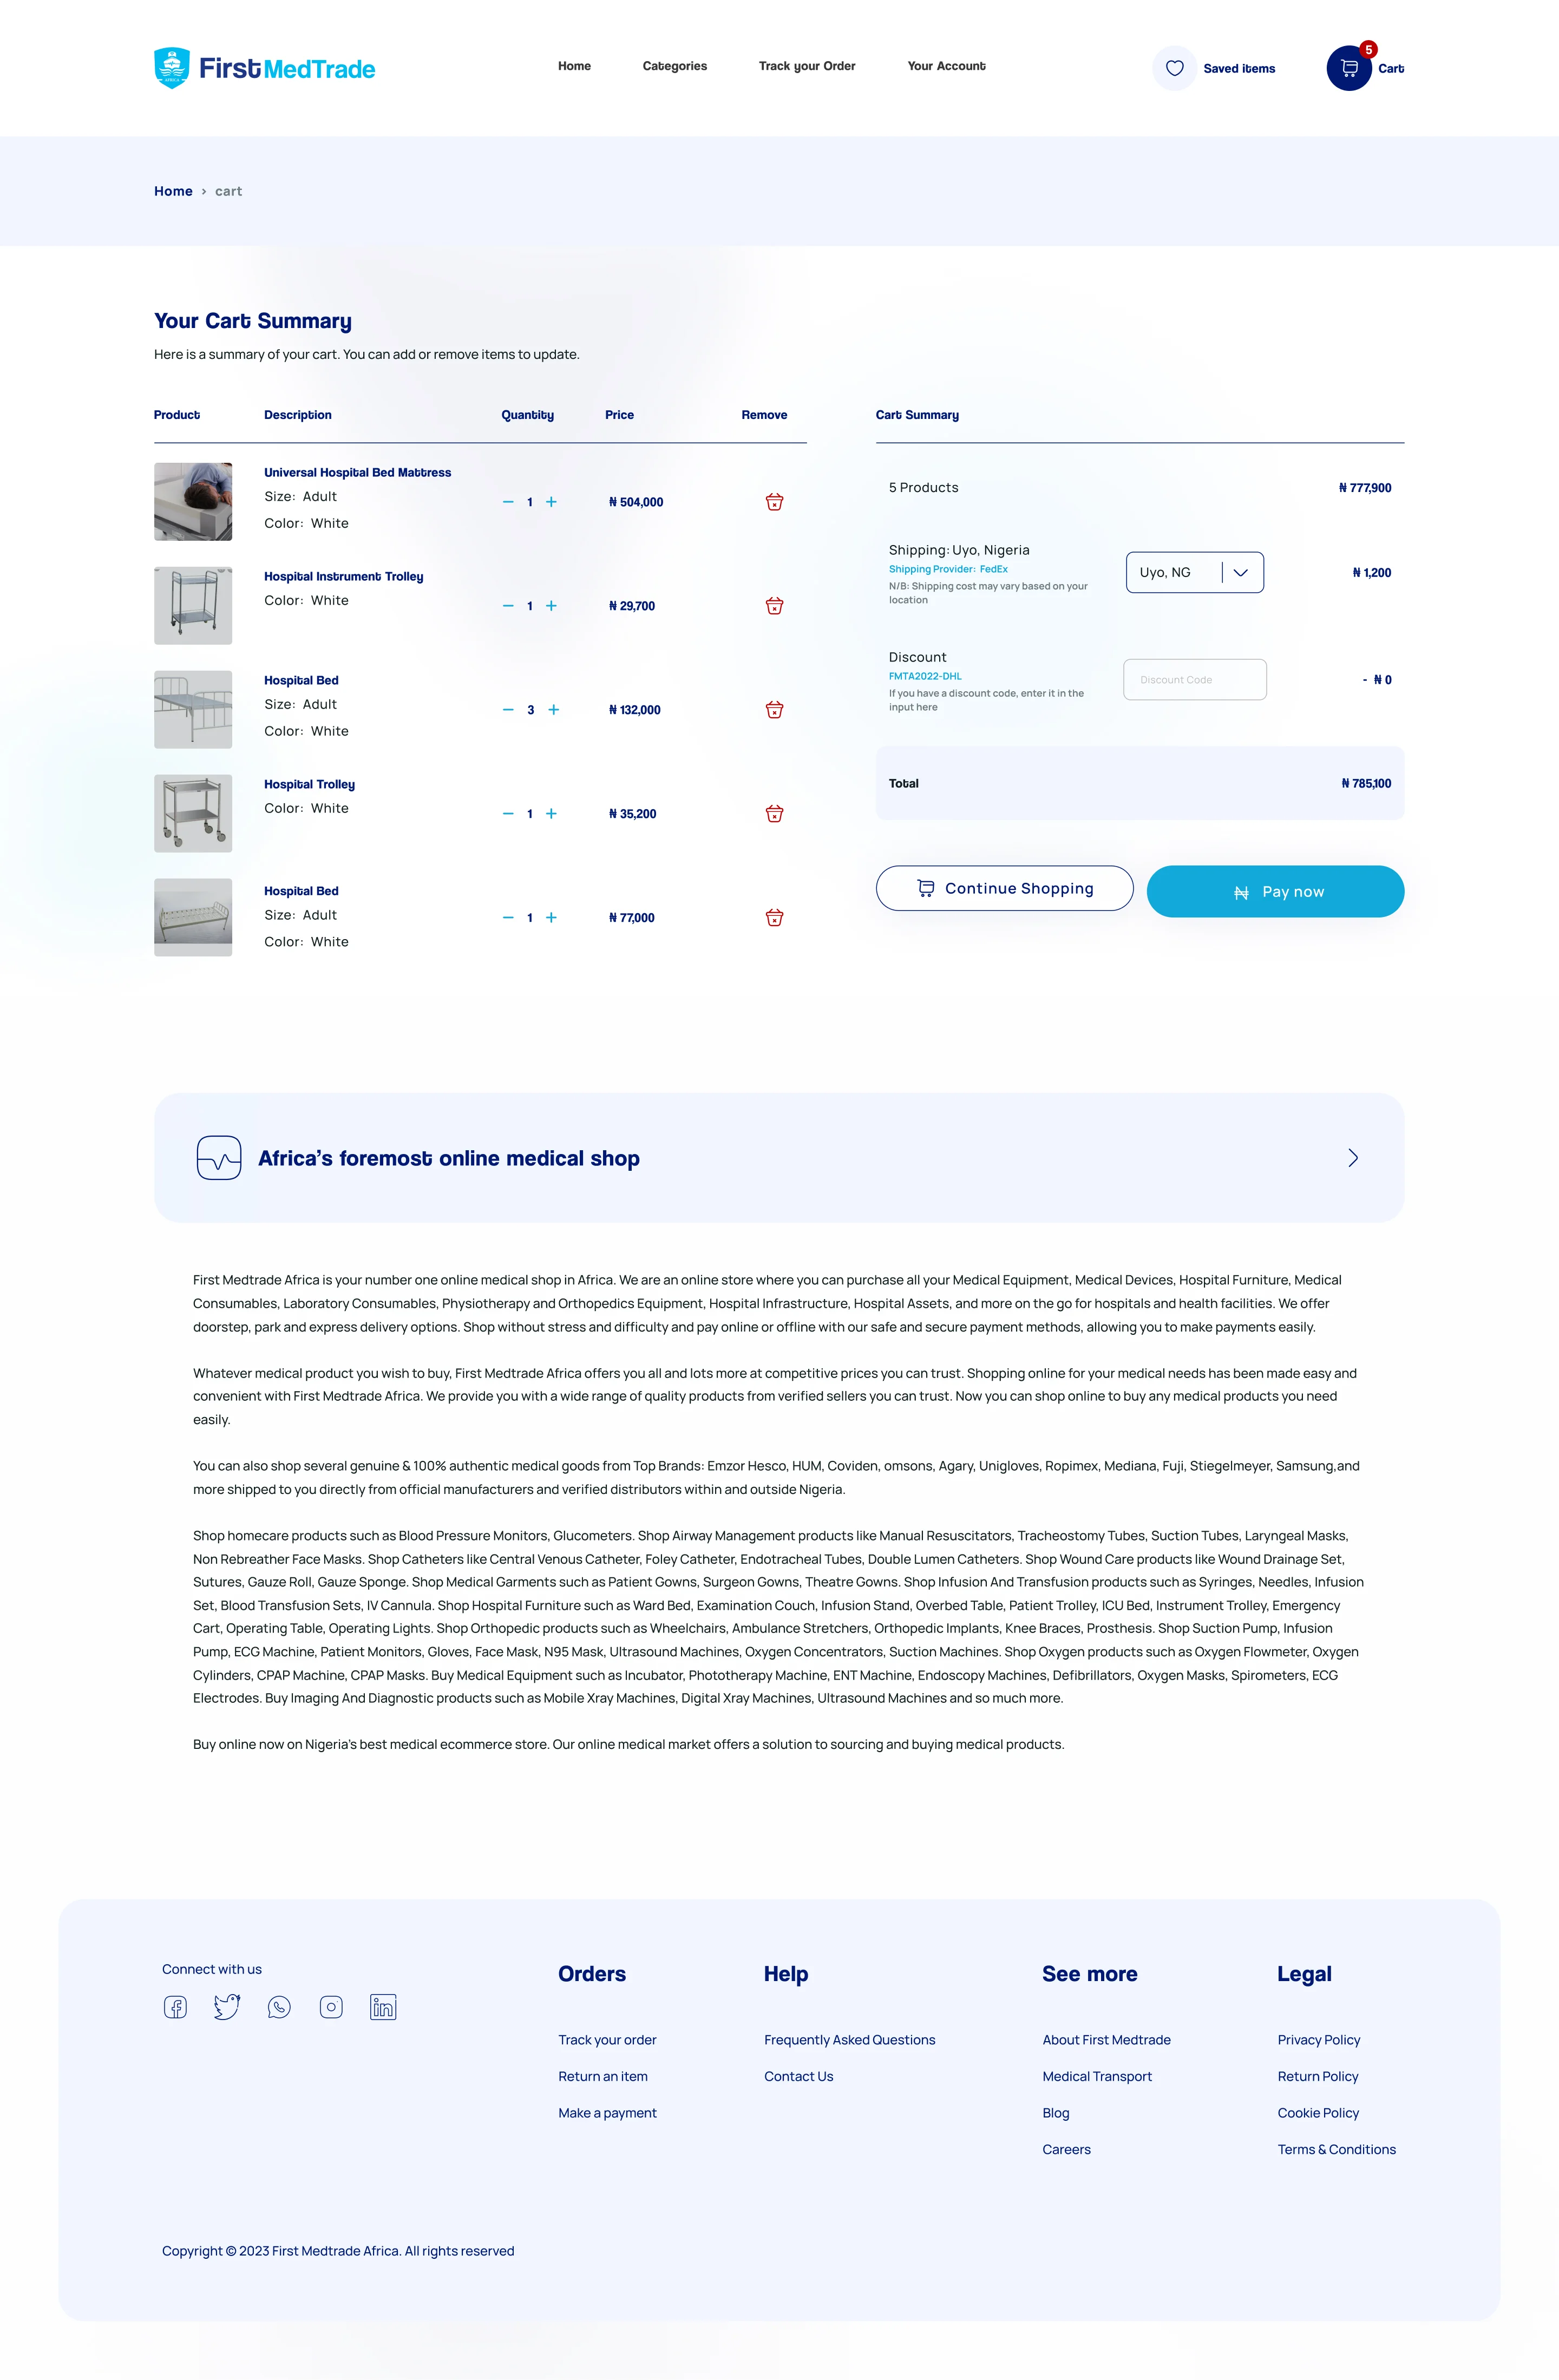 FirstMedTrade
AFRICA
Home
Categories
Track your Order
Your Account
Saved items
5
Cart
Home › cart
Your Cart Summary
Here is a summary of your cart. You can add or remove items to update.
Product
Description
Quantity
Price
Remove
Universal Hospital Bed Mattress
Size: Adult
Color: White
− 1 +
₦ 504,000
Hospital Instrument Trolley
Color: White
− 1 +
₦ 29,700
Hospital Bed
Size: Adult
Color: White
− 3 +
₦ 132,000
Hospital Trolley
Color: White
− 1 +
₦ 35,200
Hospital Bed
Size: Adult
Color: White
− 1 +
₦ 77,000
Cart Summary
5 Products
₦ 777,900
Shipping: Uyo, Nigeria
Shipping Provider: FedEx
N/B: Shipping cost may vary based on your
location
Uyo, NG
₦ 1,200
Discount
FMTA2022-DHL
If you have a discount code, enter it in the
input here
Discount Code
- ₦ 0
Total
₦ 785,100
Continue Shopping
₦ Pay now
Africa’s foremost online medical shop
First Medtrade Africa is your number one online medical shop in Africa. We are an online store where you can purchase all your Medical Equipment, Medical Devices, Hospital Furniture, Medical
Consumables, Laboratory Consumables, Physiotherapy and Orthopedics Equipment, Hospital Infrastructure, Hospital Assets, and more on the go for hospitals and health facilities. We offer
doorstep, park and express delivery options. Shop without stress and difficulty and pay online or offline with our safe and secure payment methods, allowing you to make payments easily.
Whatever medical product you wish to buy, First Medtrade Africa offers you all and lots more at competitive prices you can trust. Shopping online for your medical needs has been made easy and
convenient with First Medtrade Africa. We provide you with a wide range of quality products from verified sellers you can trust. Now you can shop online to buy any medical products you need
easily.
You can also shop several genuine & 100% authentic medical goods from Top Brands: Emzor Hesco, HUM, Coviden, omsons, Agary, Unigloves, Ropimex, Mediana, Fuji, Stiegelmeyer, Samsung,and
more shipped to you directly from official manufacturers and verified distributors within and outside Nigeria.
Shop homecare products such as Blood Pressure Monitors, Glucometers. Shop Airway Management products like Manual Resuscitators, Tracheostomy Tubes, Suction Tubes, Laryngeal Masks,
Non Rebreather Face Masks. Shop Catheters like Central Venous Catheter, Foley Catheter, Endotracheal Tubes, Double Lumen Catheters. Shop Wound Care products like Wound Drainage Set,
Sutures, Gauze Roll, Gauze Sponge. Shop Medical Garments such as Patient Gowns, Surgeon Gowns, Theatre Gowns. Shop Infusion And Transfusion products such as Syringes, Needles, Infusion
Set, Blood Transfusion Sets, IV Cannula. Shop Hospital Furniture such as Ward Bed, Examination Couch, Infusion Stand, Overbed Table, Patient Trolley, ICU Bed, Instrument Trolley, Emergency
Cart, Operating Table, Operating Lights. Shop Orthopedic products such as Wheelchairs, Ambulance Stretchers, Orthopedic Implants, Knee Braces, Prosthesis. Shop Suction Pump, Infusion
Pump, ECG Machine, Patient Monitors, Gloves, Face Mask, N95 Mask, Ultrasound Machines, Oxygen Concentrators, Suction Machines. Shop Oxygen products such as Oxygen Flowmeter, Oxygen
Cylinders, CPAP Machine, CPAP Masks. Buy Medical Equipment such as Incubator, Phototherapy Machine, ENT Machine, Endoscopy Machines, Defibrillators, Oxygen Masks, Spirometers, ECG
Electrodes. Buy Imaging And Diagnostic products such as Mobile Xray Machines, Digital Xray Machines, Ultrasound Machines and so much more.
Buy online now on Nigeria’s best medical ecommerce store. Our online medical market offers a solution to sourcing and buying medical products.
Connect with us
Orders
Track your order
Return an item
Make a payment
Help
Frequently Asked Questions
Contact Us
See more
About First Medtrade
Medical Transport
Blog
Careers
Legal
Privacy Policy
Return Policy
Cookie Policy
Terms & Conditions
Copyright © 2023 First Medtrade Africa. All rights reserved